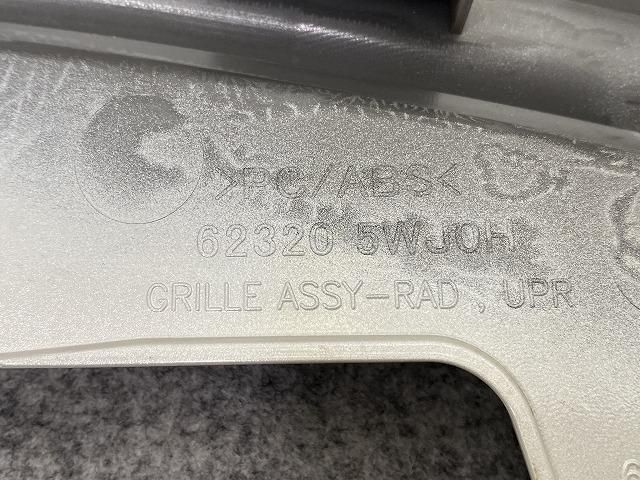 >PC/ABS<
62320 5WJ0H
GRILLE ASSY-RAD , UPR